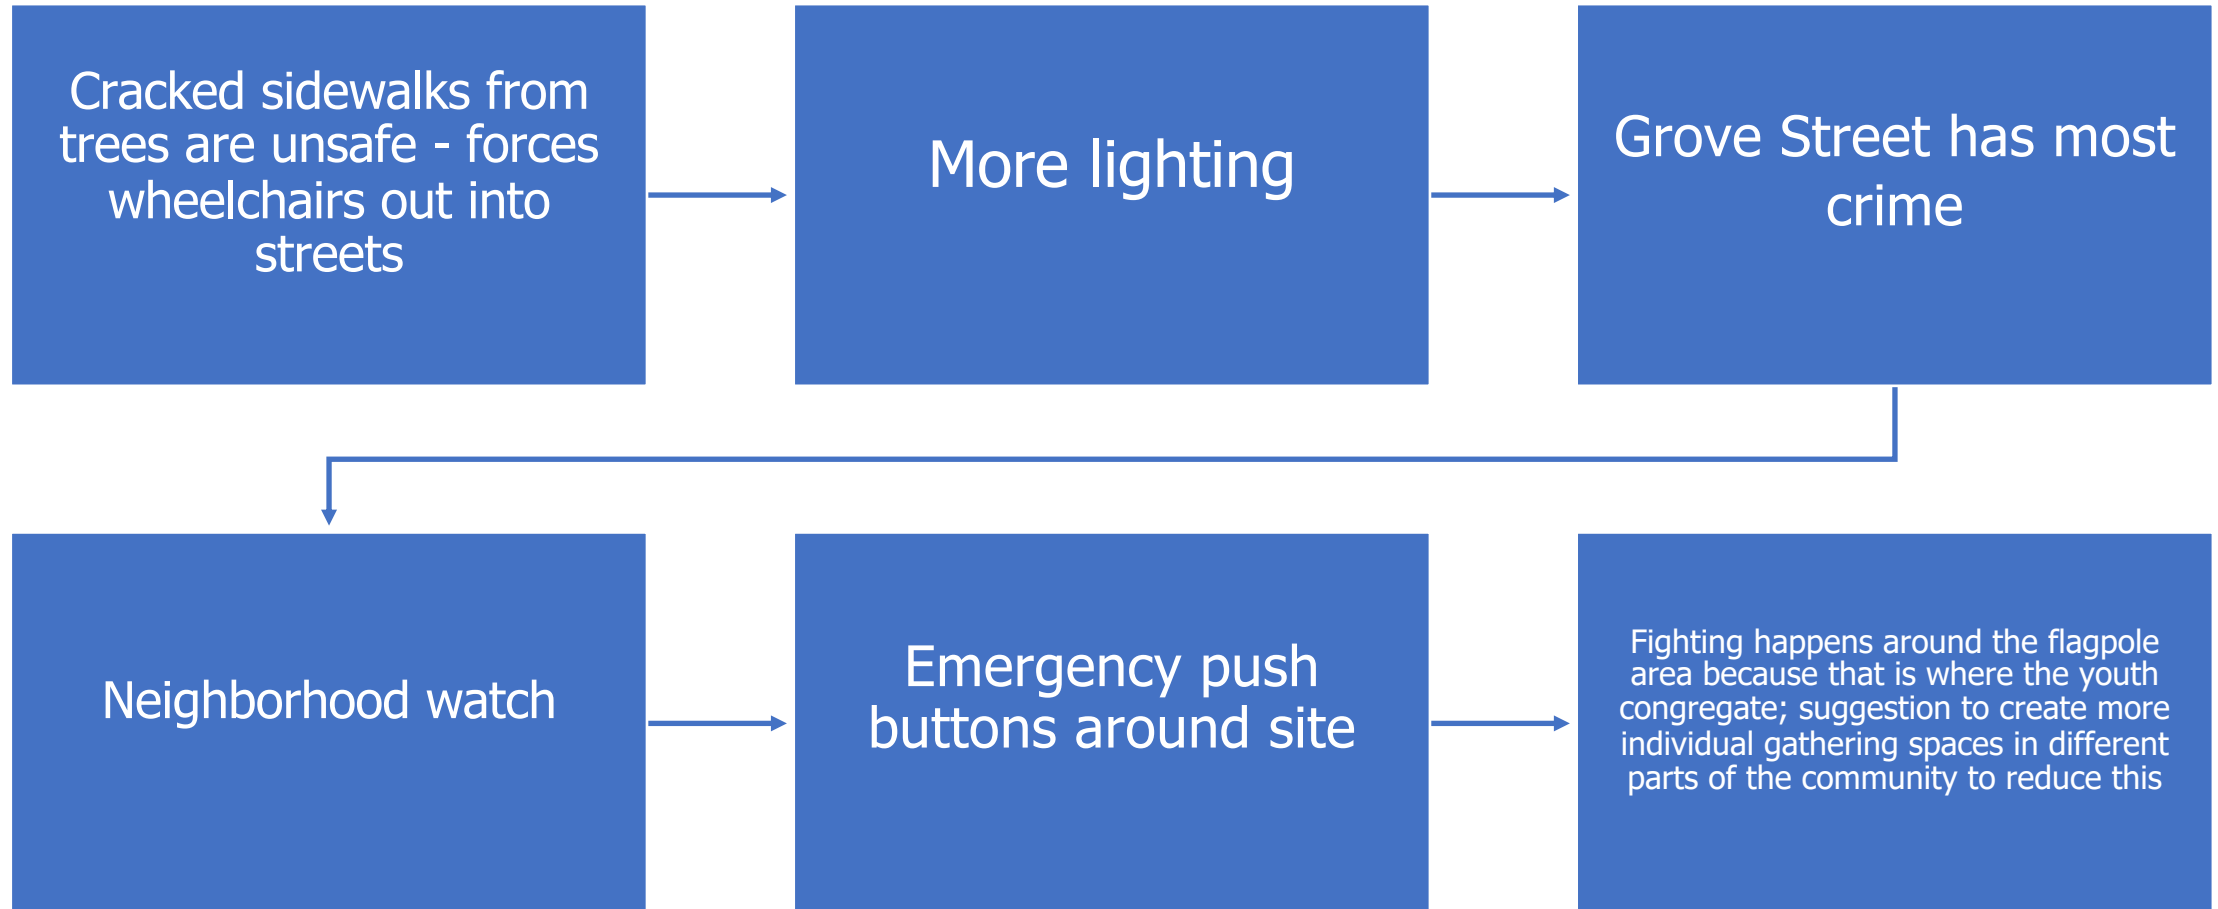 Cracked sidewalks from
trees are unsafe - forces
wheelchairs out into
streets
More lighting
Grove Street has most
crime
Neighborhood watch
Emergency push
buttons around site
Fighting happens around the flagpole
area because that is where the youth
congregate; suggestion to create more
individual gathering spaces in different
parts of the community to reduce this